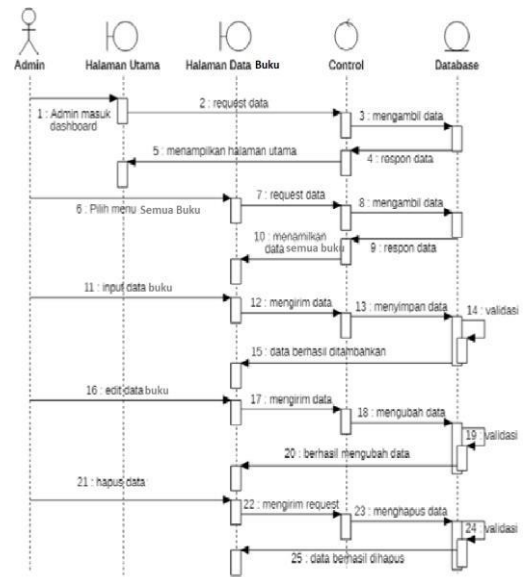 Admin
Halaman Utama
Halaman Data Buku
Control
Database
1 : Admin masuk
dashboard
2 : request data
3 : mengambil data
4 : respon data
5 : menampilkan halaman utama
6 : Pilih menu Semua Buku
7 : request data
8 : mengambil data
9 : respon data
10 : menamilkan
data semua buku
11 : input data buku
12 : mengirim data
13 : menyimpan data
14 : validasi
15 : data berhasil ditambahkan
16 : edit data buku
17 : mengirim data
18 : mengubah data
19 : validasi
20 : berhasil mengubah data
21 : hapus data
22 : mengirim request
23 : menghapus data
24 : validasi
25 : data berhasil dihapus